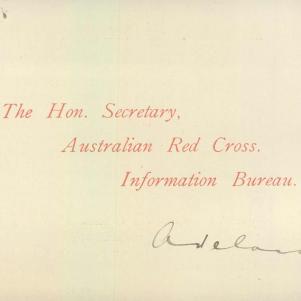 The Hon. Secretary,
Australian Red Cross.
Information Bureau.